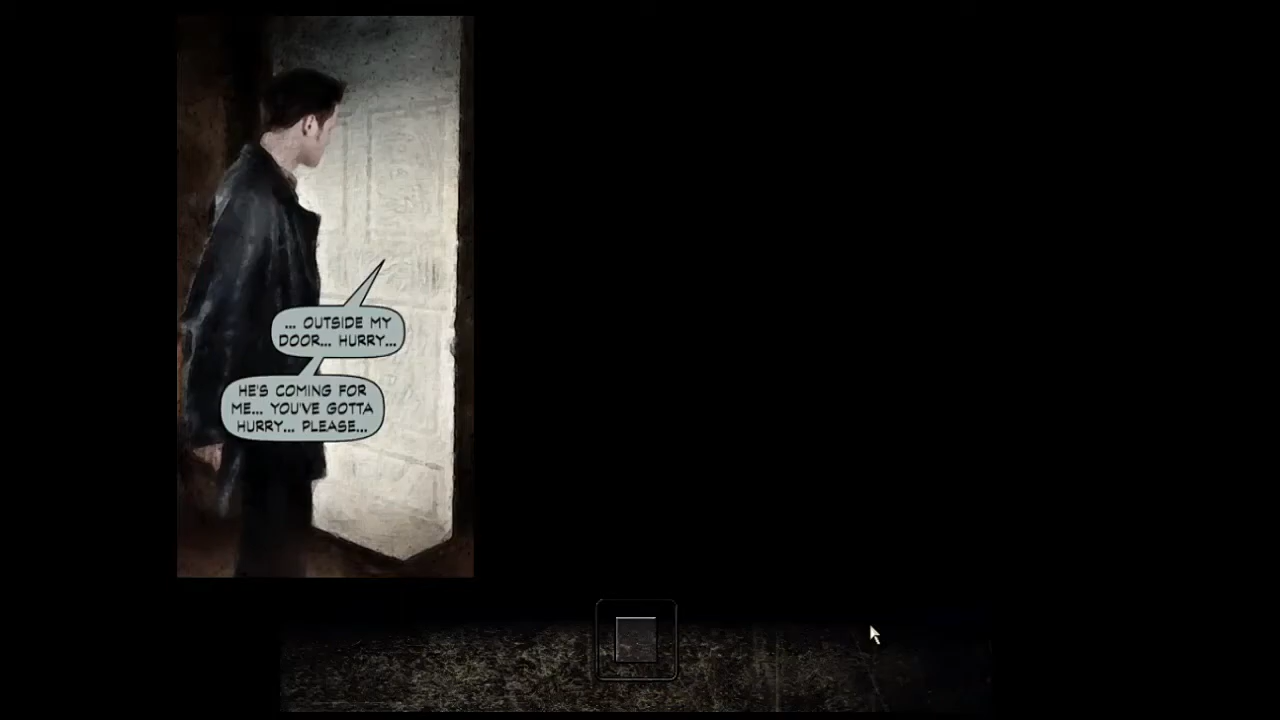 ... OUTSIDE MY
DOOR... HURRY...
HE'S COMING FOR
ME... YOU'VE GOTTA
HURRY... PLEASE...